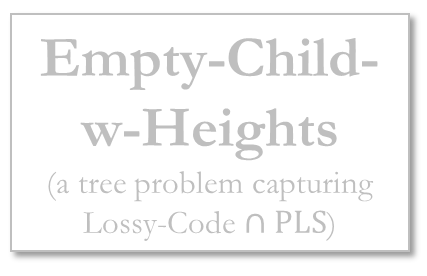 Empty-Child-
w-Heights
(a tree problem capturing
Lossy-Code ∩ PLS)